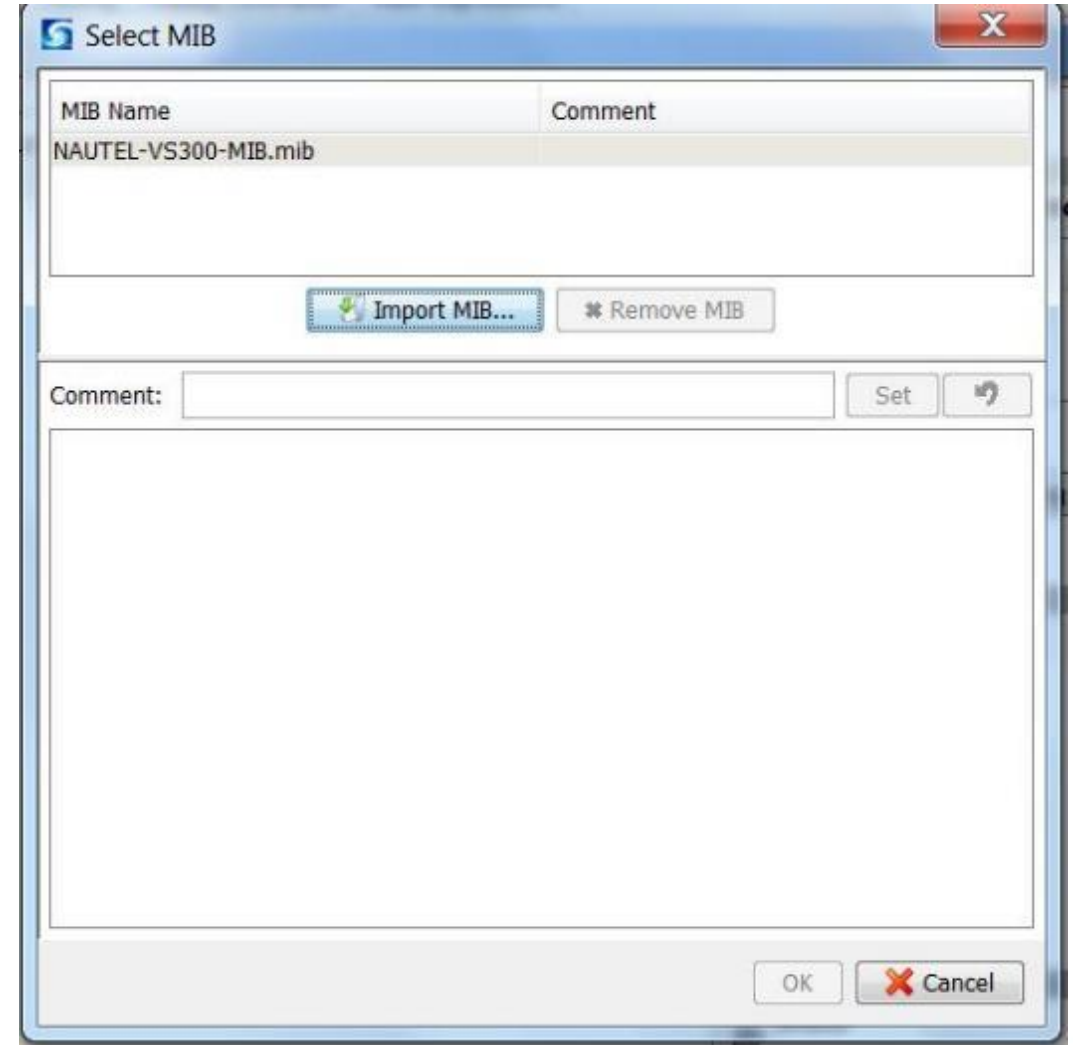 Select MIB
MIB Name Comment
NAUTEL-VS300-MIB.mib
Import MIB... Remove MIB
Comment: Set
OK Cancel